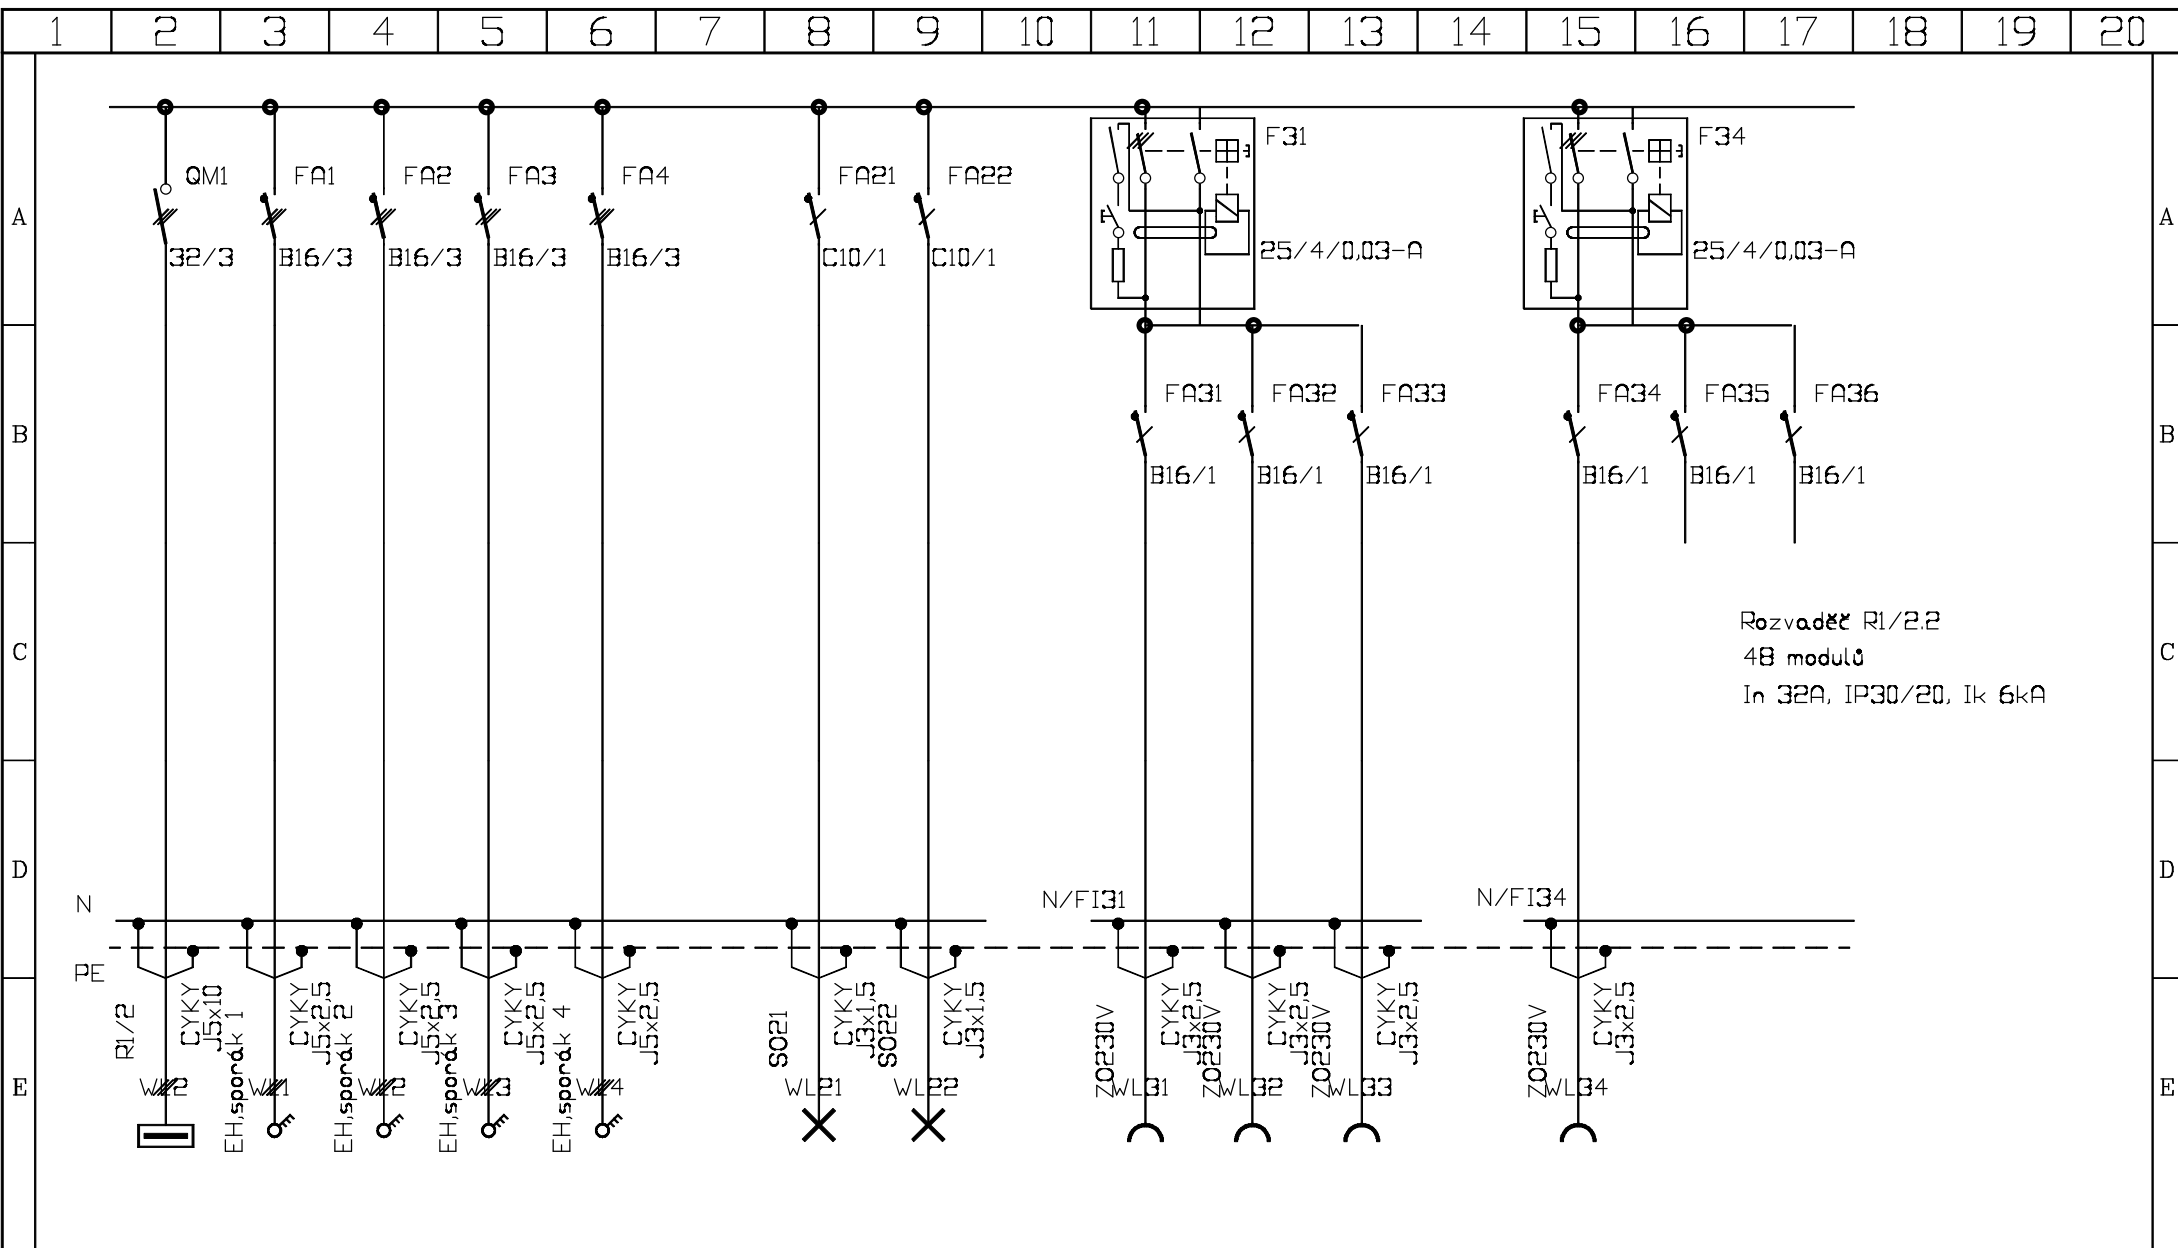 1 2 3 4 5 6 7 8 9 10 11 12 13 14 15 16 17 18 19 20
F31 F34
QM1 FA1 FA2 FA3 FA4 FA21 FA22
A A
32/3 B16/3 B16/3 B16/3 B16/3 C10/1 C10/1 25/4/0,03-A 25/4/0,03-A
FA31 FA32 FA33 FA34 FA35 FA36
B B
B16/1 B16/1 B16/1 B16/1 B16/1 B16/1
Rozvaděč R1/2.2
C C
48 modulů
In 32A, IP30/20, Ik 6kA
D D
N N/FI31 N/FI34
PE
R1/2
CYKY
J5x10
EH,sporák 1
CYKY
J5x2,5
EH,sporák 2
CYKY
J5x2,5
EH,sporák 3
CYKY
J5x2,5
EH,sporák 4
CYKY
J5x2,5
SO21
CYKY
J3x1,5
SO22
CYKY
J3x1,5
ZO230V
CYKY
J3x2,5
ZO230V
CYKY
J3x2,5
ZO230V
CYKY
J3x2,5
ZO230V
CYKY
J3x2,5
E WL1 WL2 WL3 WL4 WL21 WL22 WL31 WL32 WL33 WL34 E